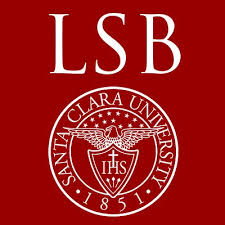 LSB
SANTA CLARA UNIVERSITY
IHS
· 1851 ·